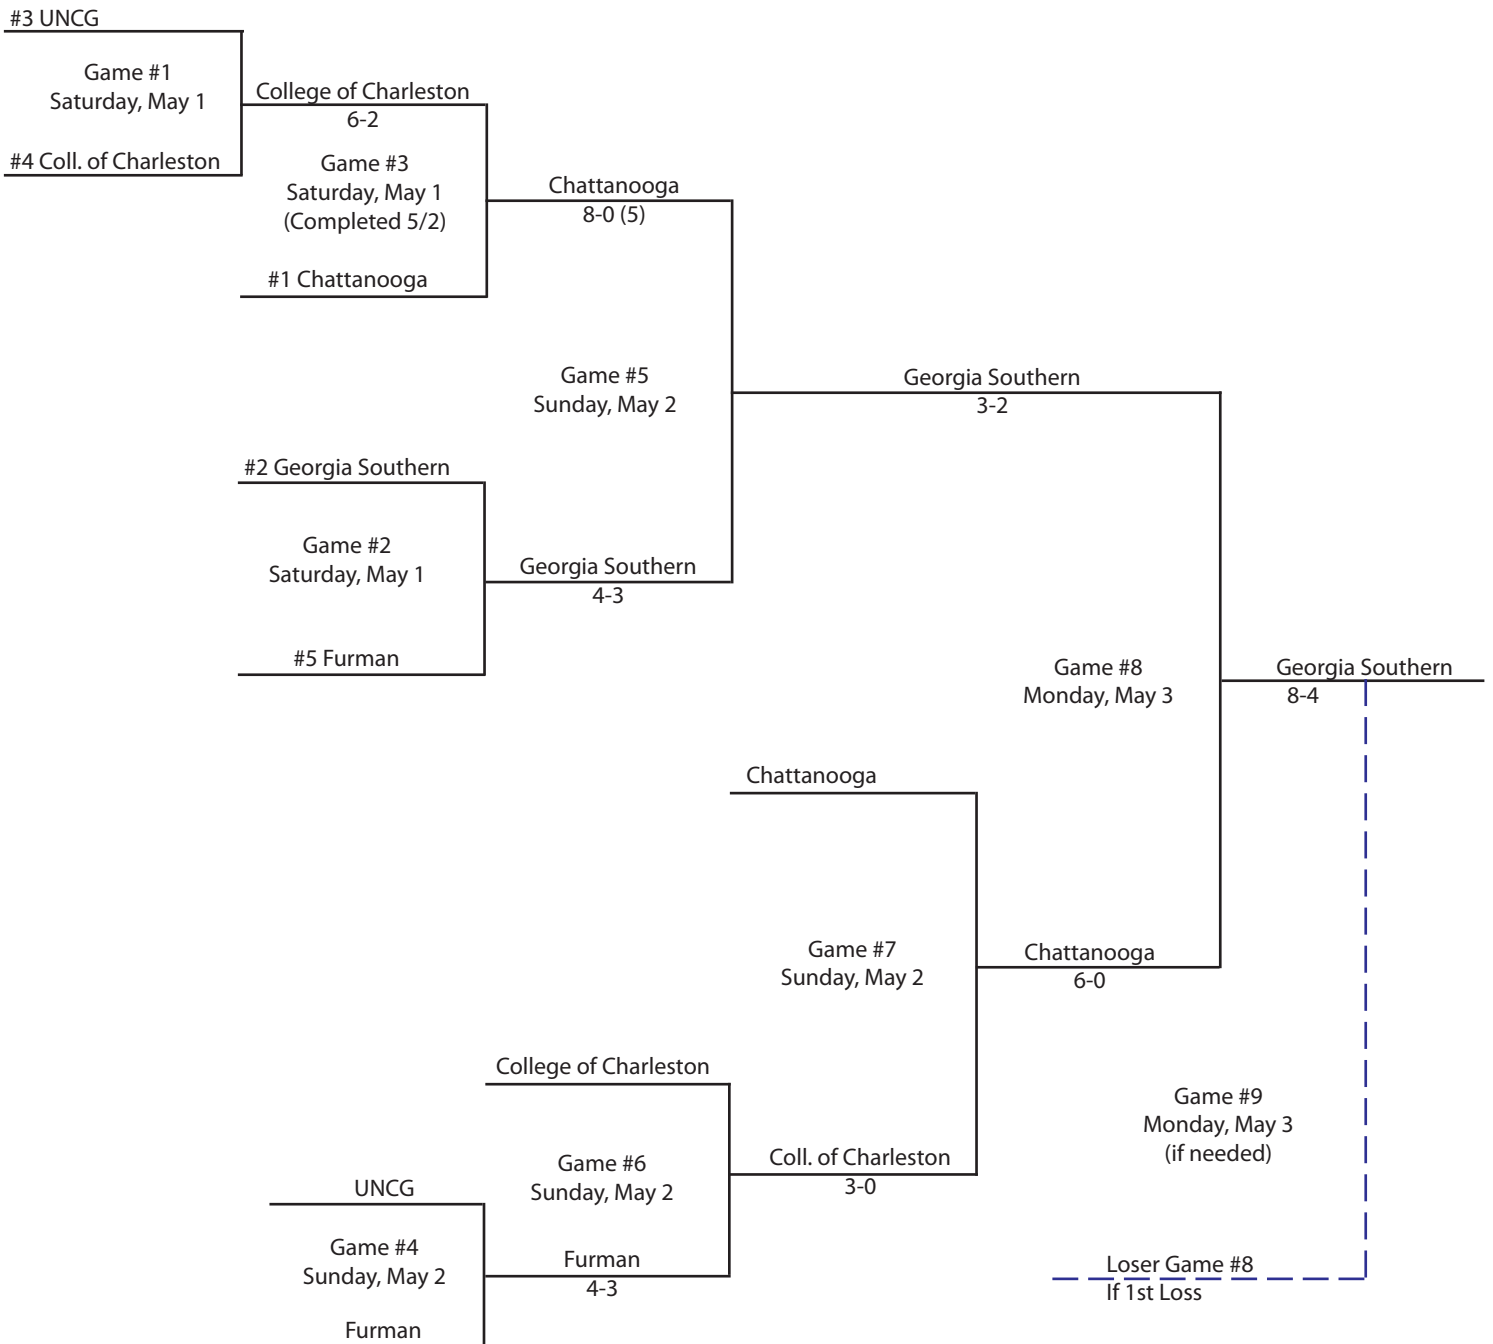 #3 UNCG
Game #1
Saturday, May 1
College of Charleston
6-2
#4 Coll. of Charleston
Game #3
Saturday, May 1
(Completed 5/2)
Chattanooga
8-0 (5)
#1 Chattanooga
Game #5
Sunday, May 2
Georgia Southern
3-2
#2 Georgia Southern
Game #2
Saturday, May 1
Georgia Southern
4-3
#5 Furman
Game #8
Monday, May 3
Georgia Southern
8-4
Chattanooga
Game #7
Sunday, May 2
Chattanooga
6-0
College of Charleston
Game #9
Monday, May 3
(if needed)
Game #6
Sunday, May 2
Coll. of Charleston
3-0
UNCG
Game #4
Sunday, May 2
Furman
4-3
Loser Game #8
If 1st Loss
Furman